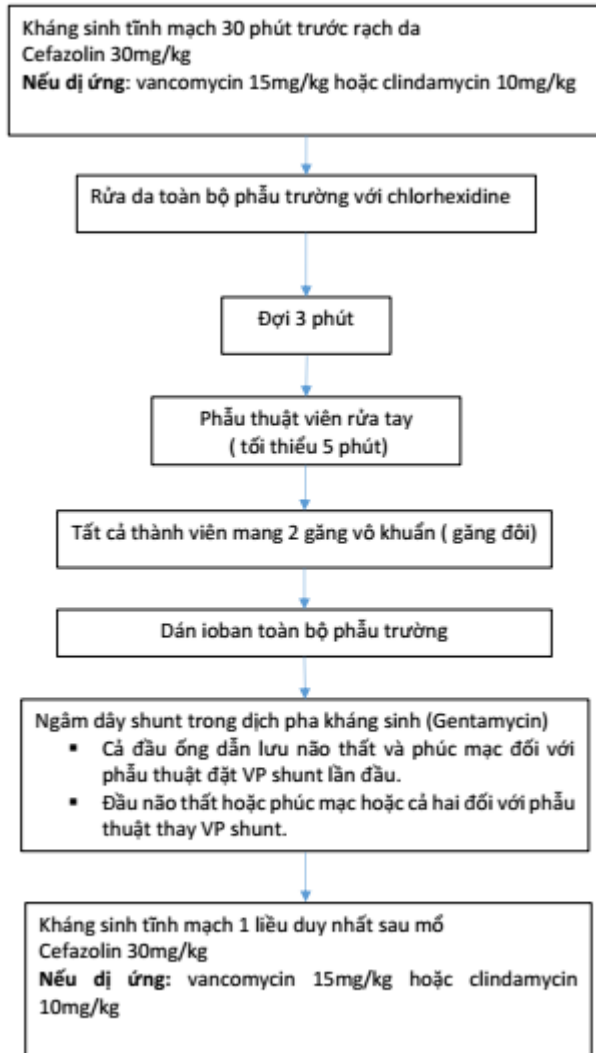 Kháng sinh tĩnh mạch 30 phút trước rạch da
Cefazolin 30mg/kg
Nếu dị ứng: vancomycin 15mg/kg hoặc clindamycin 10mg/kg
Rửa da toàn bộ phẫu trường với chlorhexidine
Đợi 3 phút
Phẫu thuật viên rửa tay
( tối thiểu 5 phút)
Tất cả thành viên mang 2 găng vô khuẩn ( găng đôi)
Dán ioban toàn bộ phẫu trường
Ngâm dây shunt trong dịch pha kháng sinh (Gentamycin)
▪ Cả đầu ống dẫn lưu não thất và phúc mạc đối với
phẫu thuật đặt VP shunt lần đầu.
▪ Đầu não thất hoặc phúc mạc hoặc cả hai đối với phẫu
thuật thay VP shunt.
Kháng sinh tĩnh mạch 1 liều duy nhất sau mổ
Cefazolin 30mg/kg
Nếu dị ứng: vancomycin 15mg/kg hoặc clindamycin
10mg/kg